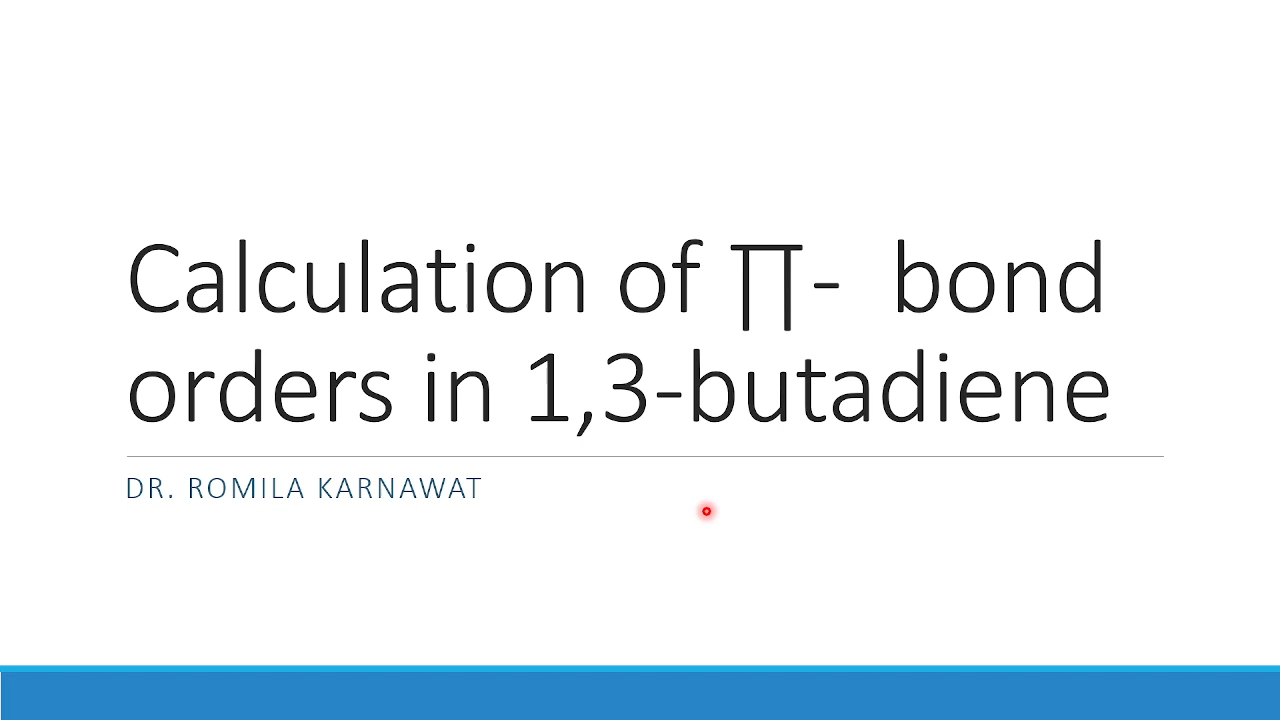 Calculation of ∏- bond
orders in 1,3-butadiene
DR. ROMILA KARNAWAT